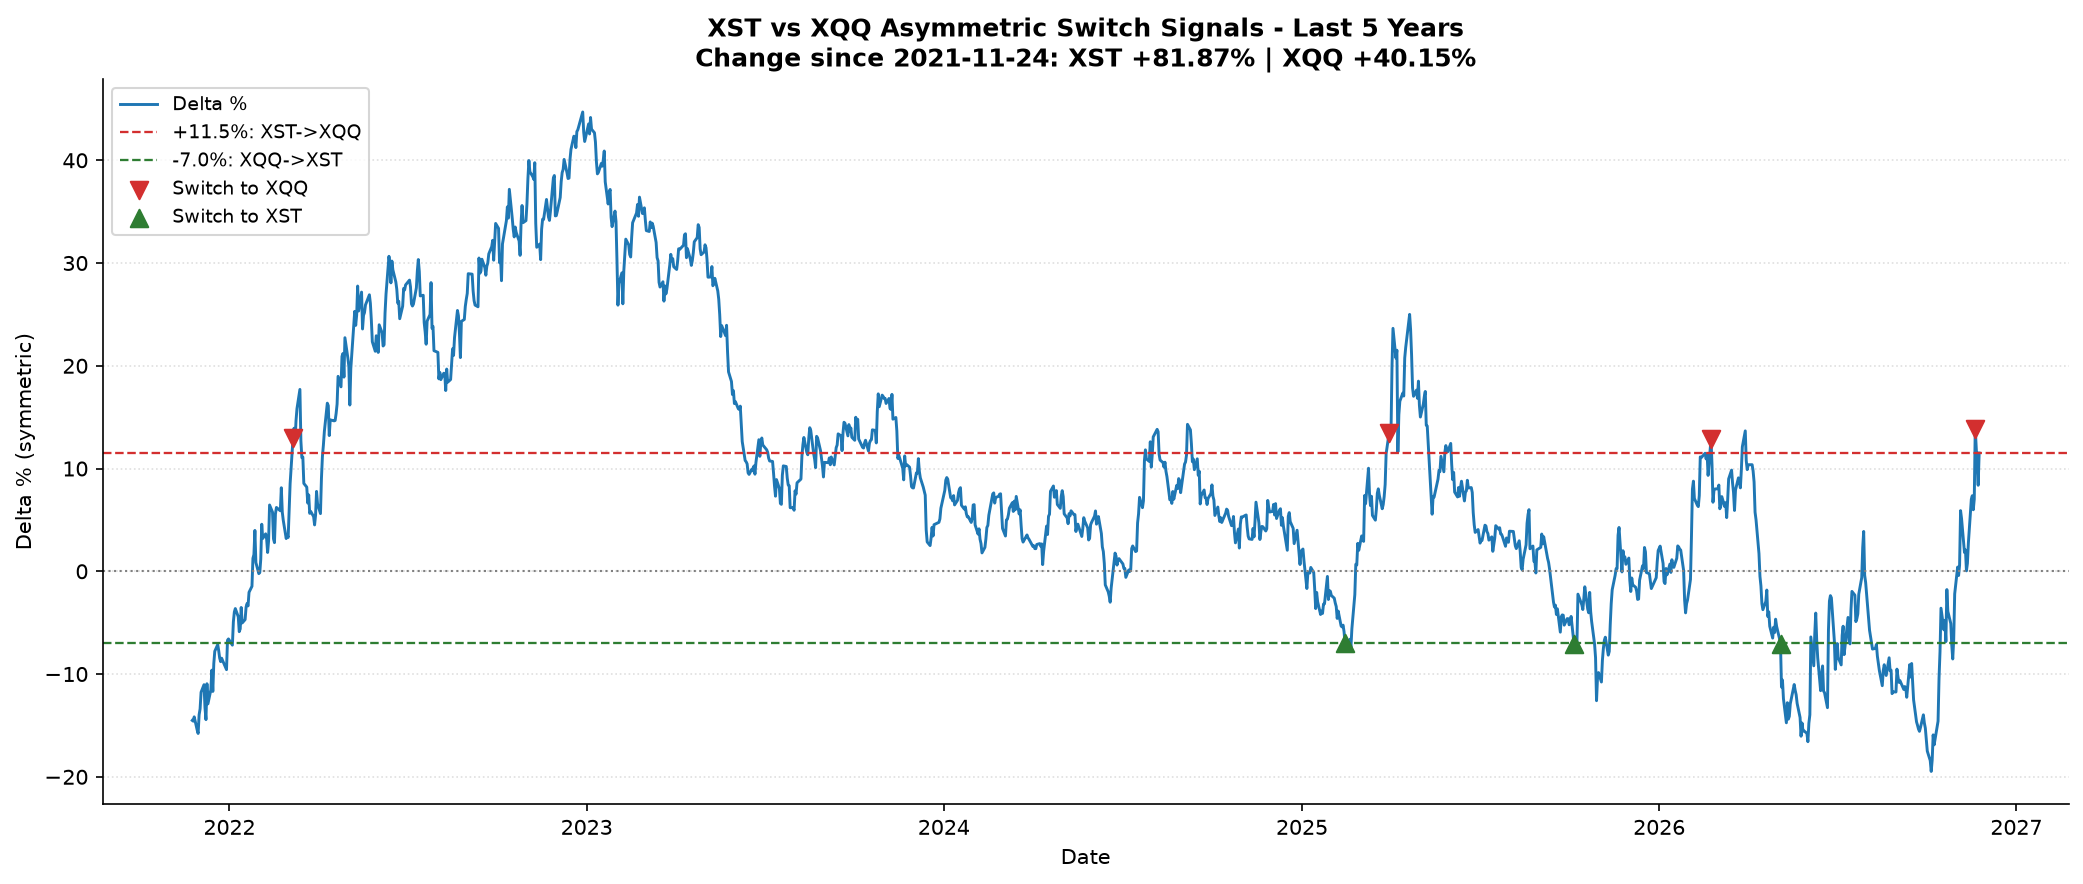 XST vs XQQ Asymmetric Switch Signals - Last 5 Years
Change since 2021-11-24: XST +81.87% | XQQ +40.15%
Delta %
+11.5%: XST->XQQ
-7.0%: XQQ->XST
Switch to XQQ
Switch to XST
Delta % (symmetric)
40
30
20
10
0
−10
−20
2022
2023
2024
2025
2026
2027
Date